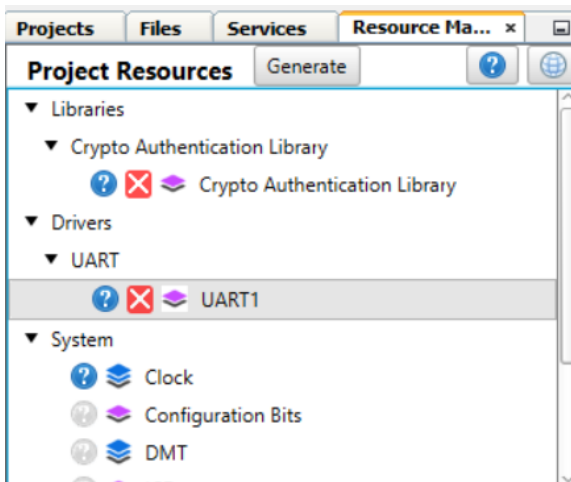 Projects Files Services Resource Ma... ×
Project Resources Generate
Libraries
Crypto Authentication Library
Crypto Authentication Library
Drivers
UART
UART1
System
Clock
Configuration Bits
DMT